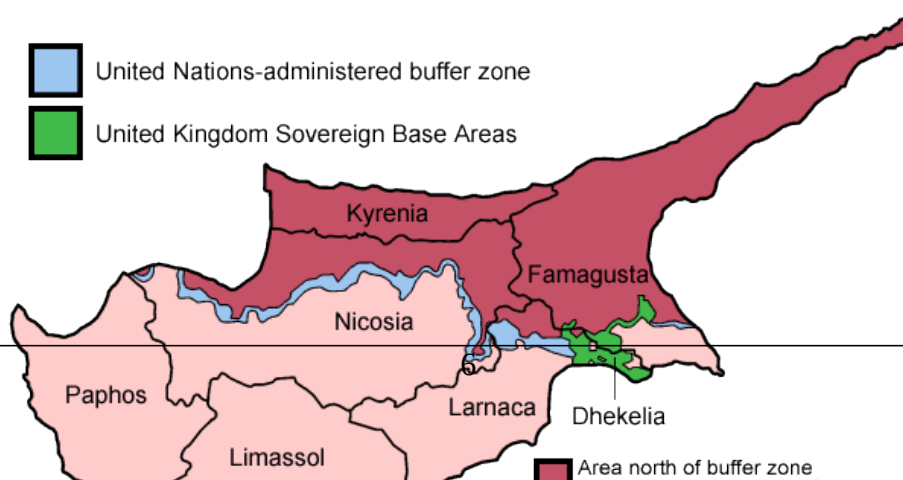 United Nations-administered buffer zone
United Kingdom Sovereign Base Areas
Kyrenia
Famagusta
Nicosia
Paphos
Larnaca
Dhekelia
Limassol
Area north of buffer zone